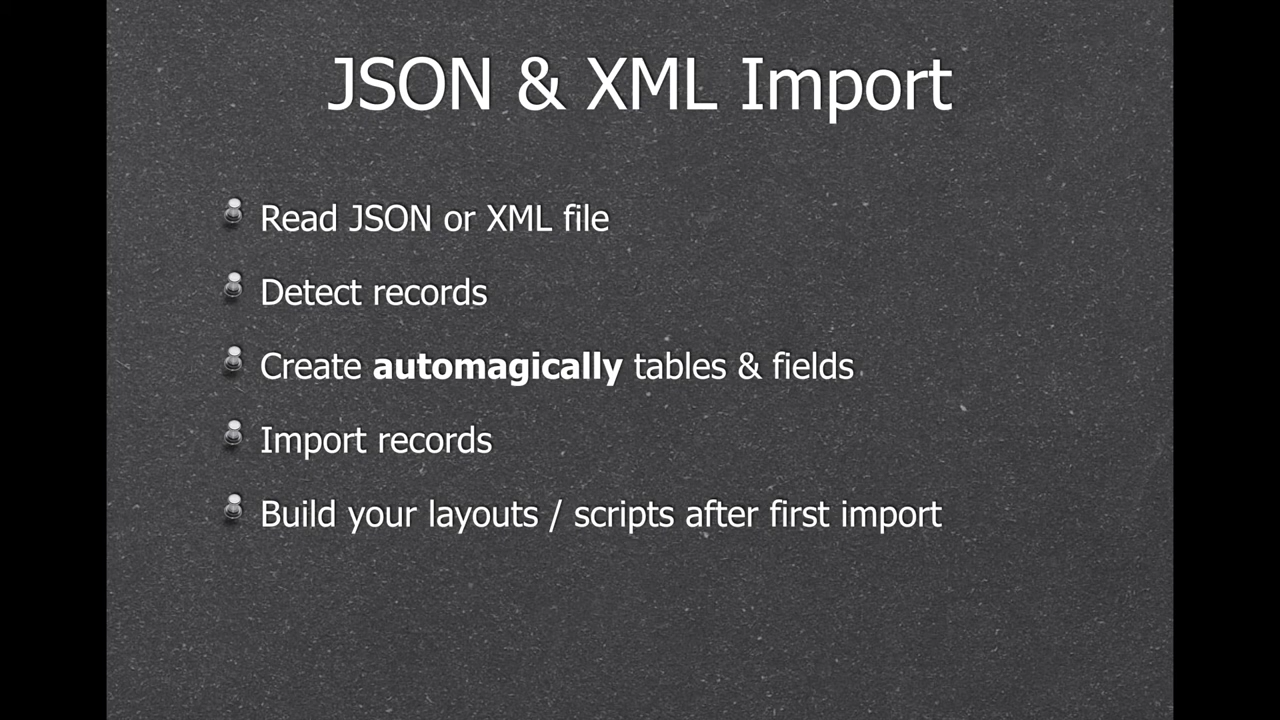 JSON & XML Import
Read JSON or XML file
Detect records
Create automagically tables & fields
Import records
Build your layouts / scripts after first import